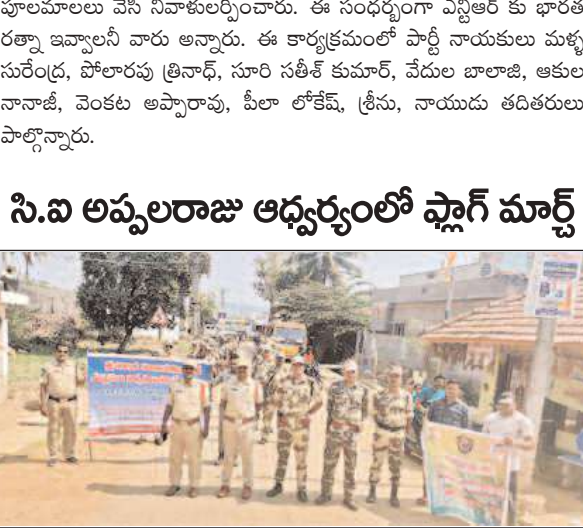 పూలమాలలు వేసి నివాళులర్పించారు. ఈ సంధర్భంగా ఎన్టీఆర్ కు భారత
రత్నా ఇవ్వాలనీ వారు అన్నారు. ఈ కార్యక్రమంలో పార్టీ నాయకులు మళ్ళ
సురేంద్ర, పోలారపు త్రినాధ్, సూరి సతీశ్ కుమార్, వేదుల బాలాజి, ఆకుల
నానాజీ, వెంకట అప్పారావు, పీలా లోకేష్, శ్రీను, నాయుడు తదితరులు
పాల్గొన్నారు.
సి.ఐ అప్పలరాజు ఆధ్వర్యంలో ఫ్లాగ్ మార్చ్